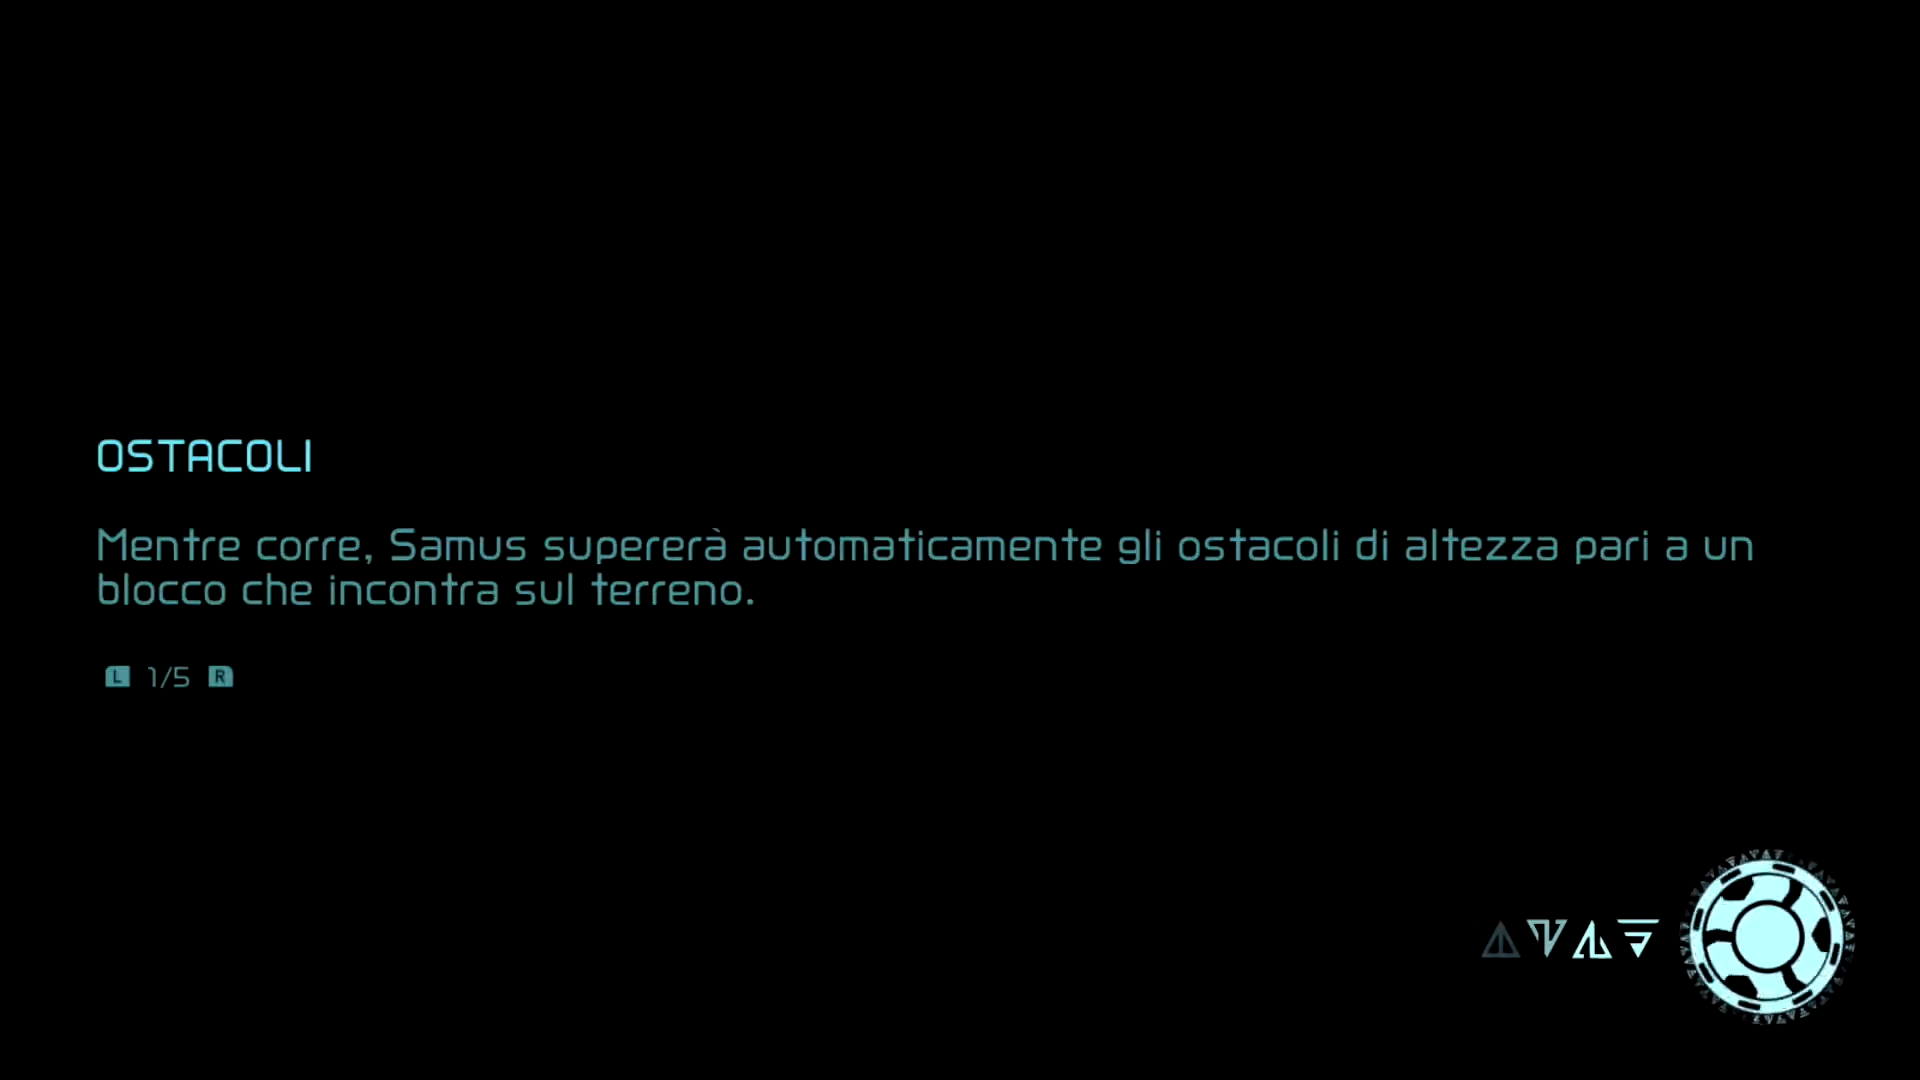 OSTACOLI
Mentre corre, Samus supererà automaticamente gli ostacoli di altezza pari a un
blocco che incontra sul terreno.
L 1/5 R